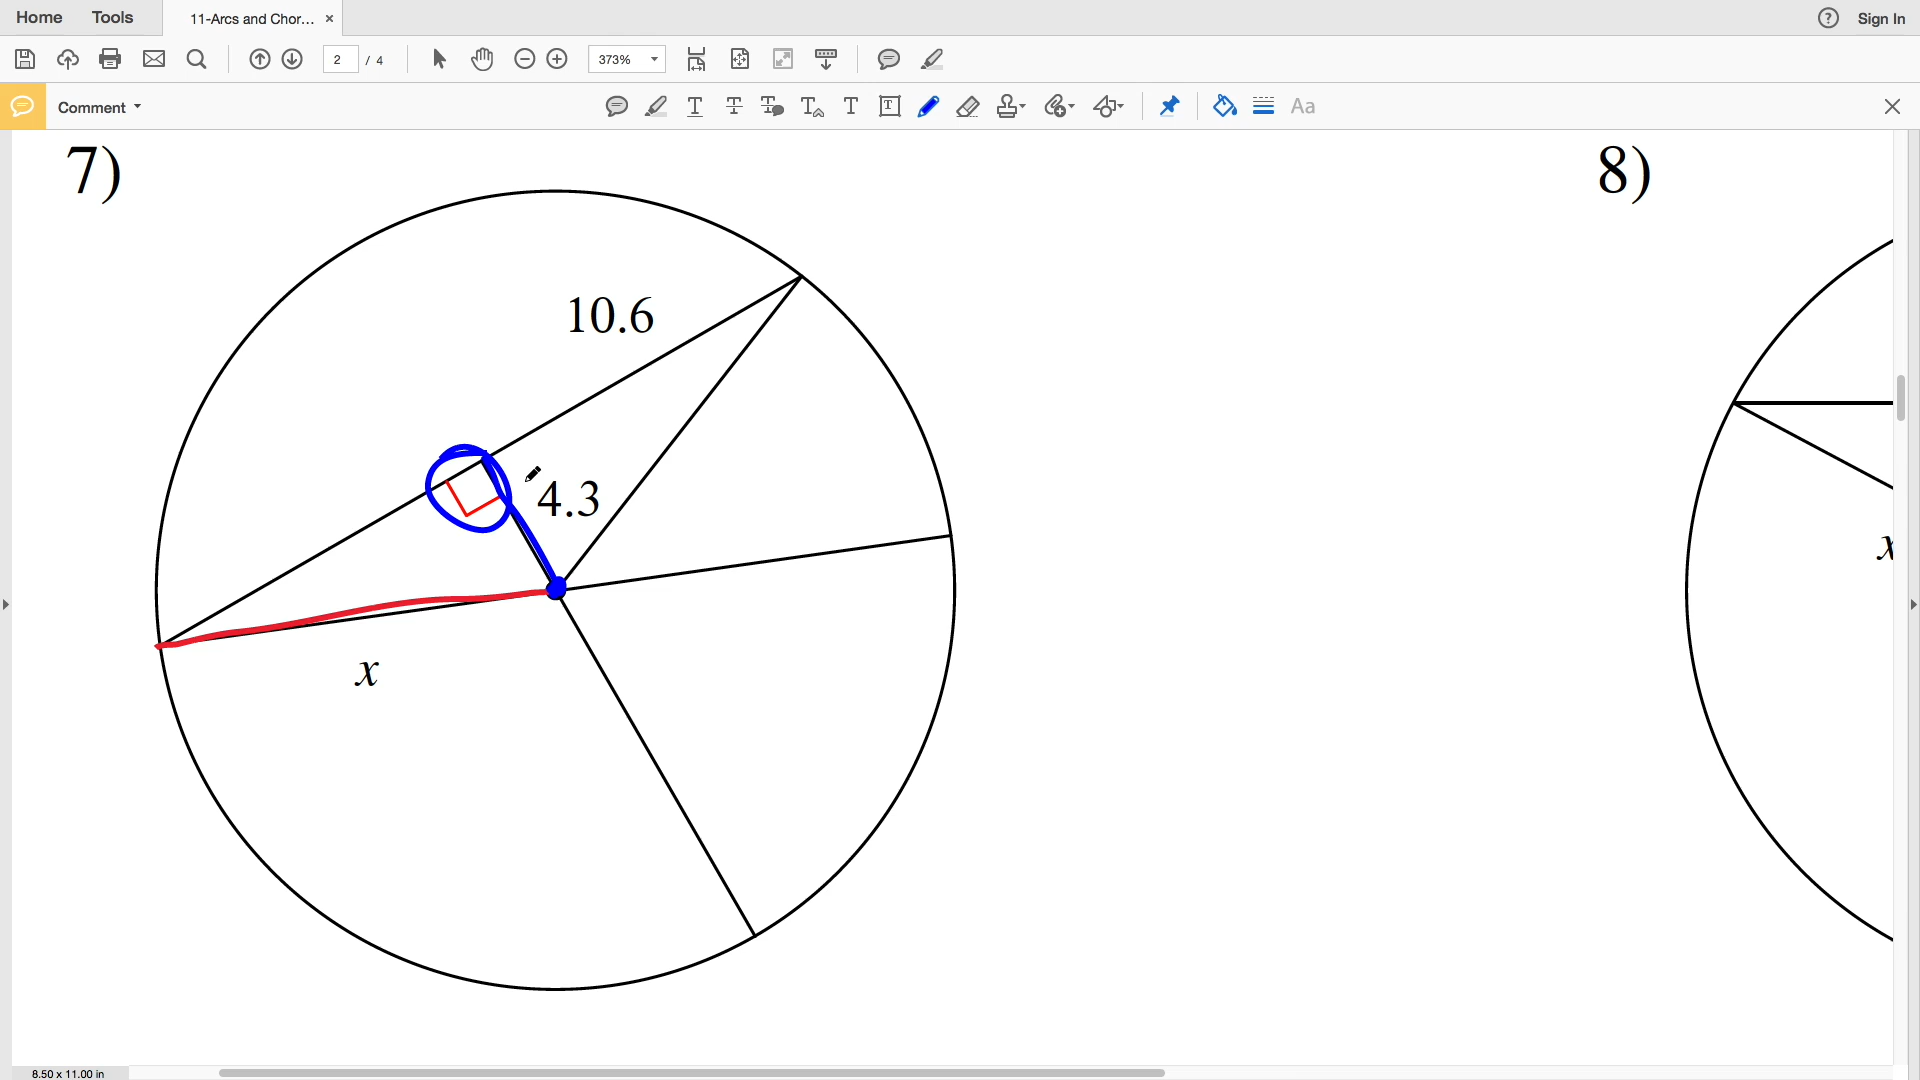 Home Tools 11-Arcs and Chor... × ? Sign In
2 / 4 373%
Comment T T T T T T Aa
7)
8)
10.6
4.3
x
x
8.50 x 11.00 in